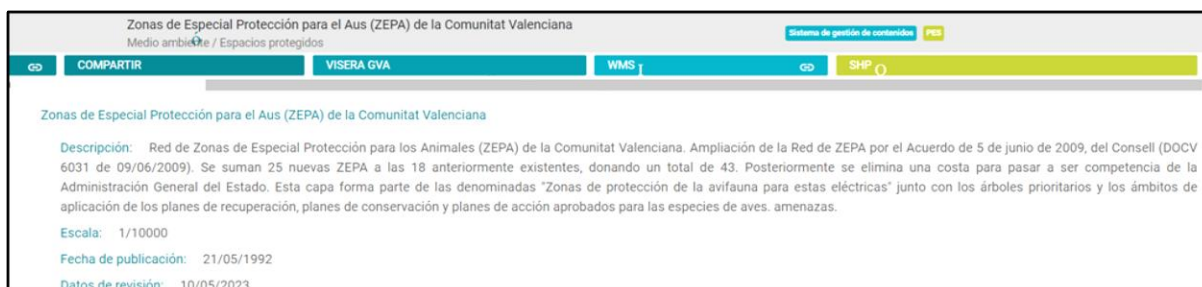 Zonas de Especial Protección para el Aus (ZEPA) de la Comunitat Valenciana
Medio ambiente / Espacios protegidos
Sistema de gestión de contenidos PES
COMPARTIR VISERA GVA WMS SHP
Zonas de Especial Protección para el Aus (ZEPA) de la Comunitat Valenciana
Descripción: Red de Zonas de Especial Protección para los Animales (ZEPA) de la Comunitat Valenciana. Ampliación de la Red de ZEPA por el Acuerdo de 5 de junio de 2009, del Consell (DOCV
6031 de 09/06/2009). Se suman 25 nuevas ZEPA a las 18 anteriormente existentes, donando un total de 43. Posteriormente se elimina una costa para pasar a ser competencia de la
Administración General del Estado. Esta capa forma parte de las denominadas "Zonas de protección de la avifauna para estas eléctricas" junto con los árboles prioritarios y los ámbitos de
aplicación de los planes de recuperación, planes de conservación y planes de acción aprobados para las especies de aves. amenazas.
Escala: 1/10000
Fecha de publicación: 21/05/1992
Datos de revisión: 10/05/2023